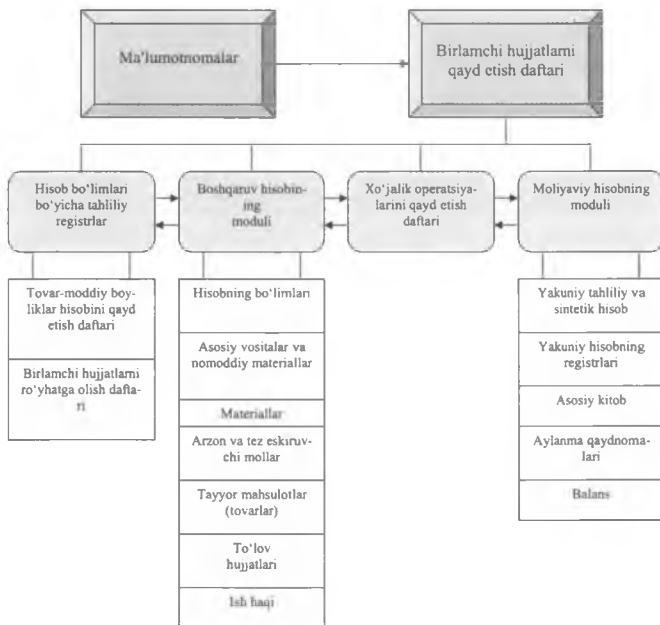 Ma'lumotnomalar
Birlamchi hujjatlarni
qayd etish daftari
Hisob bo'limlari
bo'yicha tahliliy
registrlar
Boshqaruv hisobin-
ing
moduli
Xo'jalik operatsiya-
larini qayd etish
daftari
Moliyaviy hisobning
moduli
Tovar-moddiy boy-
liklar hisobini qayd
etish daftari
Birlamchi hujjatlarni
ro'yhatga olish dafta-
ri
Hisobning bo'limlari
Asosiy vositalar va
nomoddiy materiallar
Materiallar
Arzon va tez eskiruv-
chi mollar
Tayyor mahsulotlar
(tovarlar)
To'lov
hujjatlari
Ish haqi
Yakuniy tahliliy va
sintetik hisob
Yakuniy hisobning
registrlari
Asosiy kitob
Aylanma qaydnoma-
lari
Balans